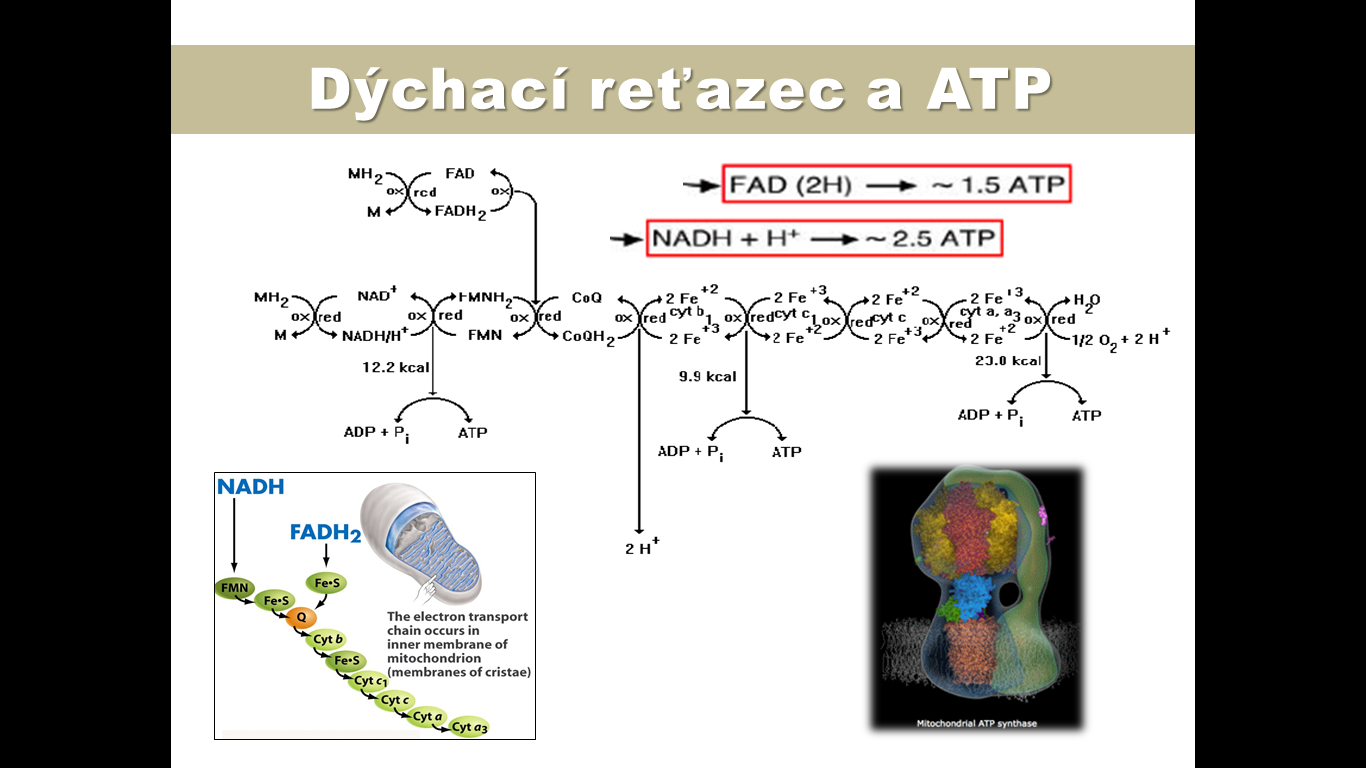 Dýchací reťazec a ATP
MH2 ox red FAD ox
M FADH2
FAD (2H) → ~ 1.5 ATP
NADH + H+ → ~ 2.5 ATP
MH2 NAD+ FMNH2 CoQ 2 Fe+2 2 Fe+3 2 Fe+2 2 Fe+3 H2O
ox red ox ox red ox red cyt b1 ox red cyt c1 ox red cyt c ox red cyt a, a3 ox red
M NADH/H+ FMN CoQH2 2 Fe+3 2 Fe+2 2 Fe+3 2 Fe+2 1/2 O2 + 2 H+
12.2 kcal
9.9 kcal
23.0 kcal
ADP + Pi ATP
ADP + Pi ATP
ADP + Pi ATP
2 H+
NADH
FADH2
FMN
Fe•S
Fe•S
Q
Cyt b
Fe•S
Cyt c1
Cyt c
Cyt a
Cyt a3
The electron transport
chain occurs in
inner membrane of
mitochondrion
(membranes of cristae)
Mitochondrial ATP synthase